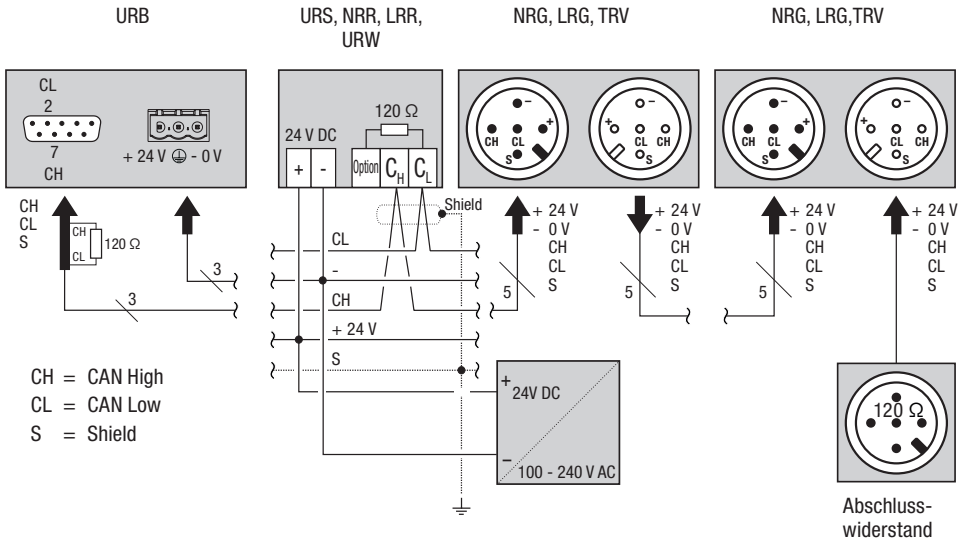 URB
URS, NRR, LRR,
URW
NRG, LRG, TRV
NRG, LRG,TRV
CL
2
7
CH
+ 24 V ⏚ - 0 V
120 Ω
24 V DC
+
-
Option
CH
CL
-
+
CH
CL
S
-
+
CL
CH
S
-
+
CH
CL
S
-
+
CL
CH
S
CH
CL
S
CH
CL
120 Ω
3
3
Shield
CL
-
CH
+ 24 V
S
+ 24 V
- 0 V
CH
CL
S
5
+ 24 V
- 0 V
CH
CL
S
5
+ 24 V
- 0 V
CH
CL
S
5
+ 24 V
- 0 V
CH
CL
S
CH = CAN High
CL = CAN Low
S = Shield
+
24V DC
-
100 - 240 V AC
120 Ω
Abschluss-
widerstand